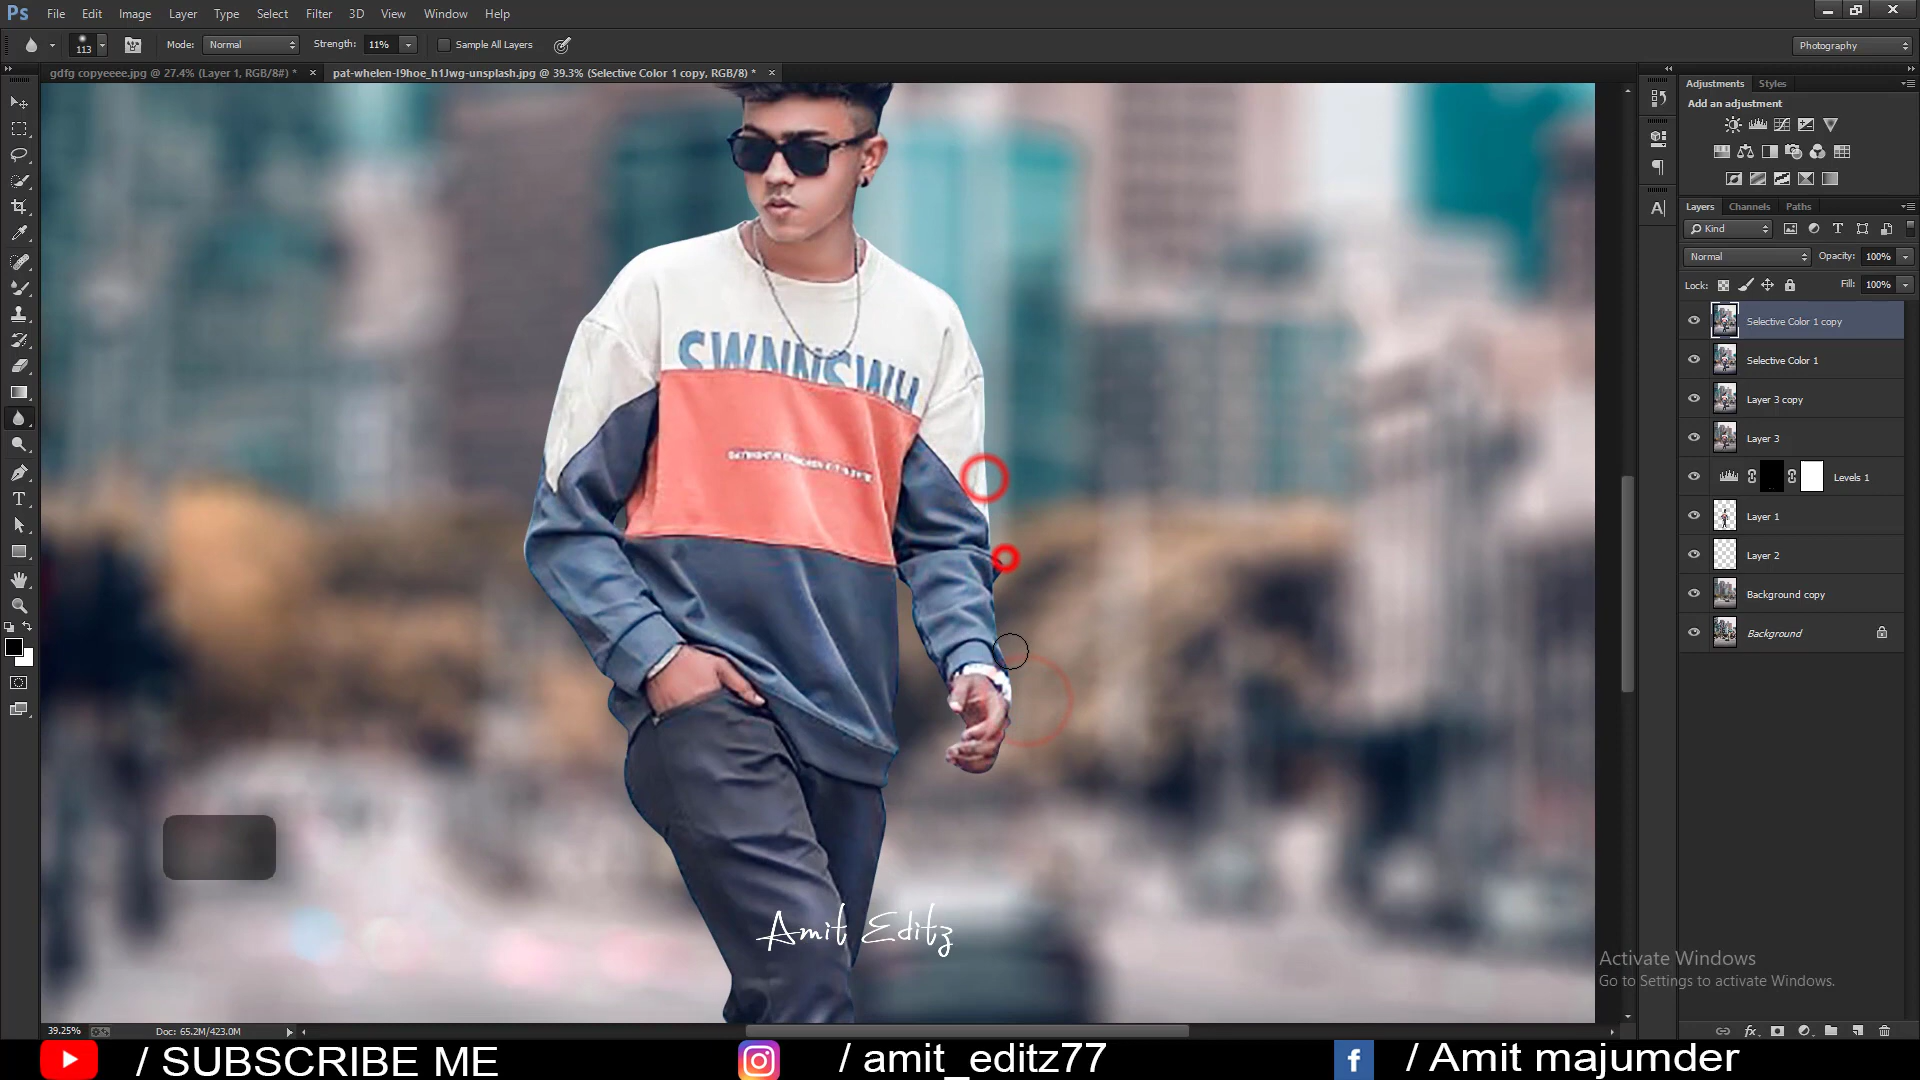 Ps File Edit Image Layer Type Select Filter 3D View Window Help
113 Mode: Normal Strength: 11% Sample All Layers Photography
gdfg copyeeee.jpg @ 27.4% (Layer 1, RGB/8#) * × pat-whelen-I9hoe_h1Jwg-unsplash.jpg @ 39.3% (Selective Color 1 copy, RGB/8) * ×
Adjustments Styles
Add an adjustment
Layers Channels Paths
Kind
Normal Opacity: 100%
Lock: Fill: 100%
Selective Color 1 copy
Selective Color 1
Layer 3 copy
Layer 3
Levels 1
Layer 1
Layer 2
Background copy
Background
SWNNSWH
Amit Editz
Activate Windows
Go to Settings to activate Windows.
39.25% Doc: 65.2M/423.0M
/ SUBSCRIBE ME / amit_editz77 / Amit majumder